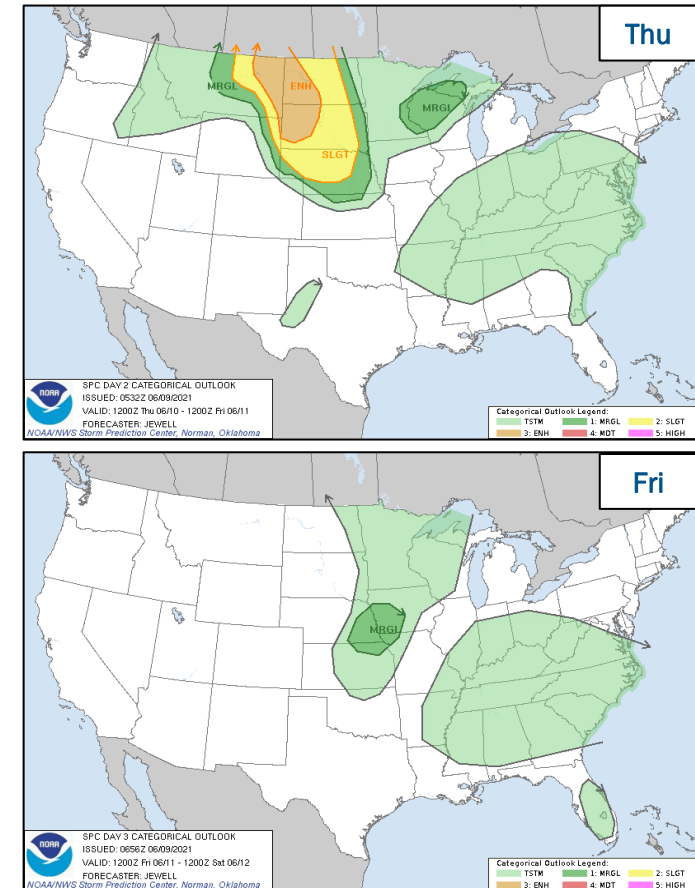 Thu
MRGL
ENH
MRGL
SLGT
NOAA
SPC DAY 2 CATEGORICAL OUTLOOK
ISSUED: 0532Z 06/09/2021
VALID: 1200Z Thu 06/10 - 1200Z Fri 06/11
FORECASTER: JEWELL
NOAA/NWS Storm Prediction Center, Norman, Oklahoma
Categorical Outlook Legend:
TSTM 1: MRGL 2: SLGT
3: ENH 4: MDT 5: HIGH
Fri
MRGL
NOAA
SPC DAY 3 CATEGORICAL OUTLOOK
ISSUED: 0656Z 06/09/2021
VALID: 1200Z Fri 06/11 - 1200Z Sat 06/12
FORECASTER: JEWELL
NOAA/NWS Storm Prediction Center, Norman, Oklahoma
Categorical Outlook Legend:
TSTM 1: MRGL 2: SLGT
3: ENH 4: MDT 5: HIGH